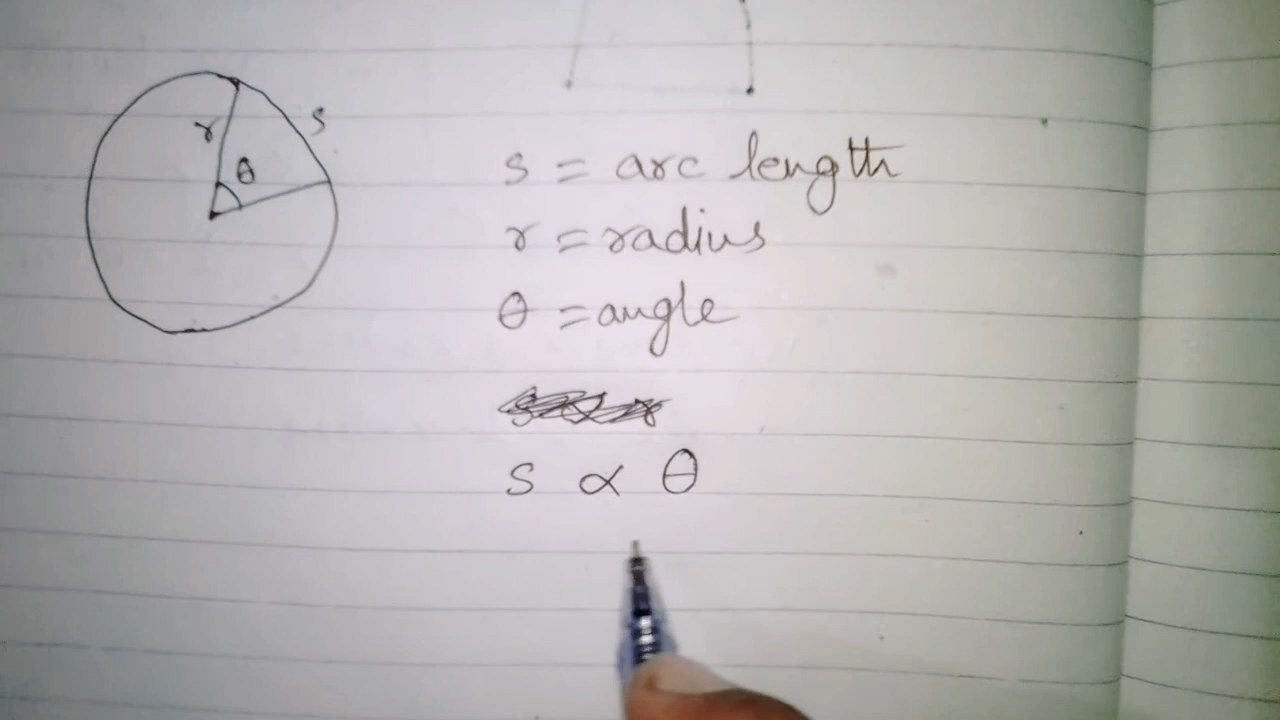 r
s
θ
s = arc length
r = radius
θ = angle
s ∝ θ